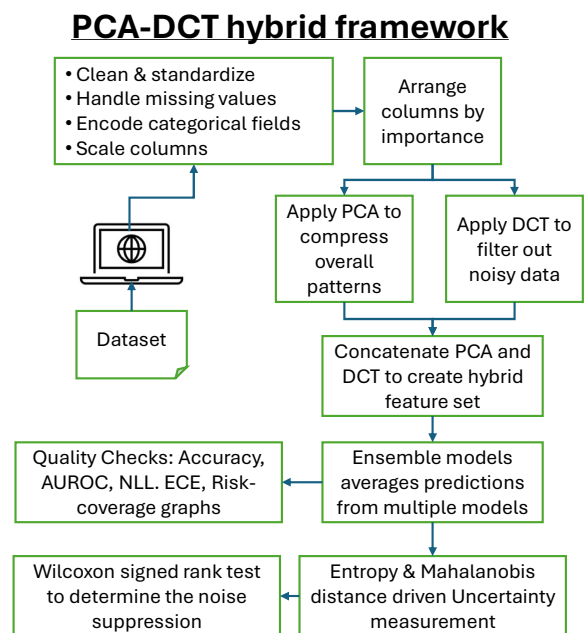 PCA-DCT hybrid framework
• Clean & standardize
• Handle missing values
• Encode categorical fields
• Scale columns
Arrange
columns by
importance
Apply PCA to
compress
overall
patterns
Apply DCT to
filter out
noisy data
Dataset
Concatenate PCA and
DCT to create hybrid
feature set
Quality Checks: Accuracy,
AUROC, NLL. ECE, Risk-
coverage graphs
Ensemble models
averages predictions
from multiple models
Wilcoxon signed rank test
to determine the noise
suppression
Entropy & Mahalanobis
distance driven Uncertainty
measurement